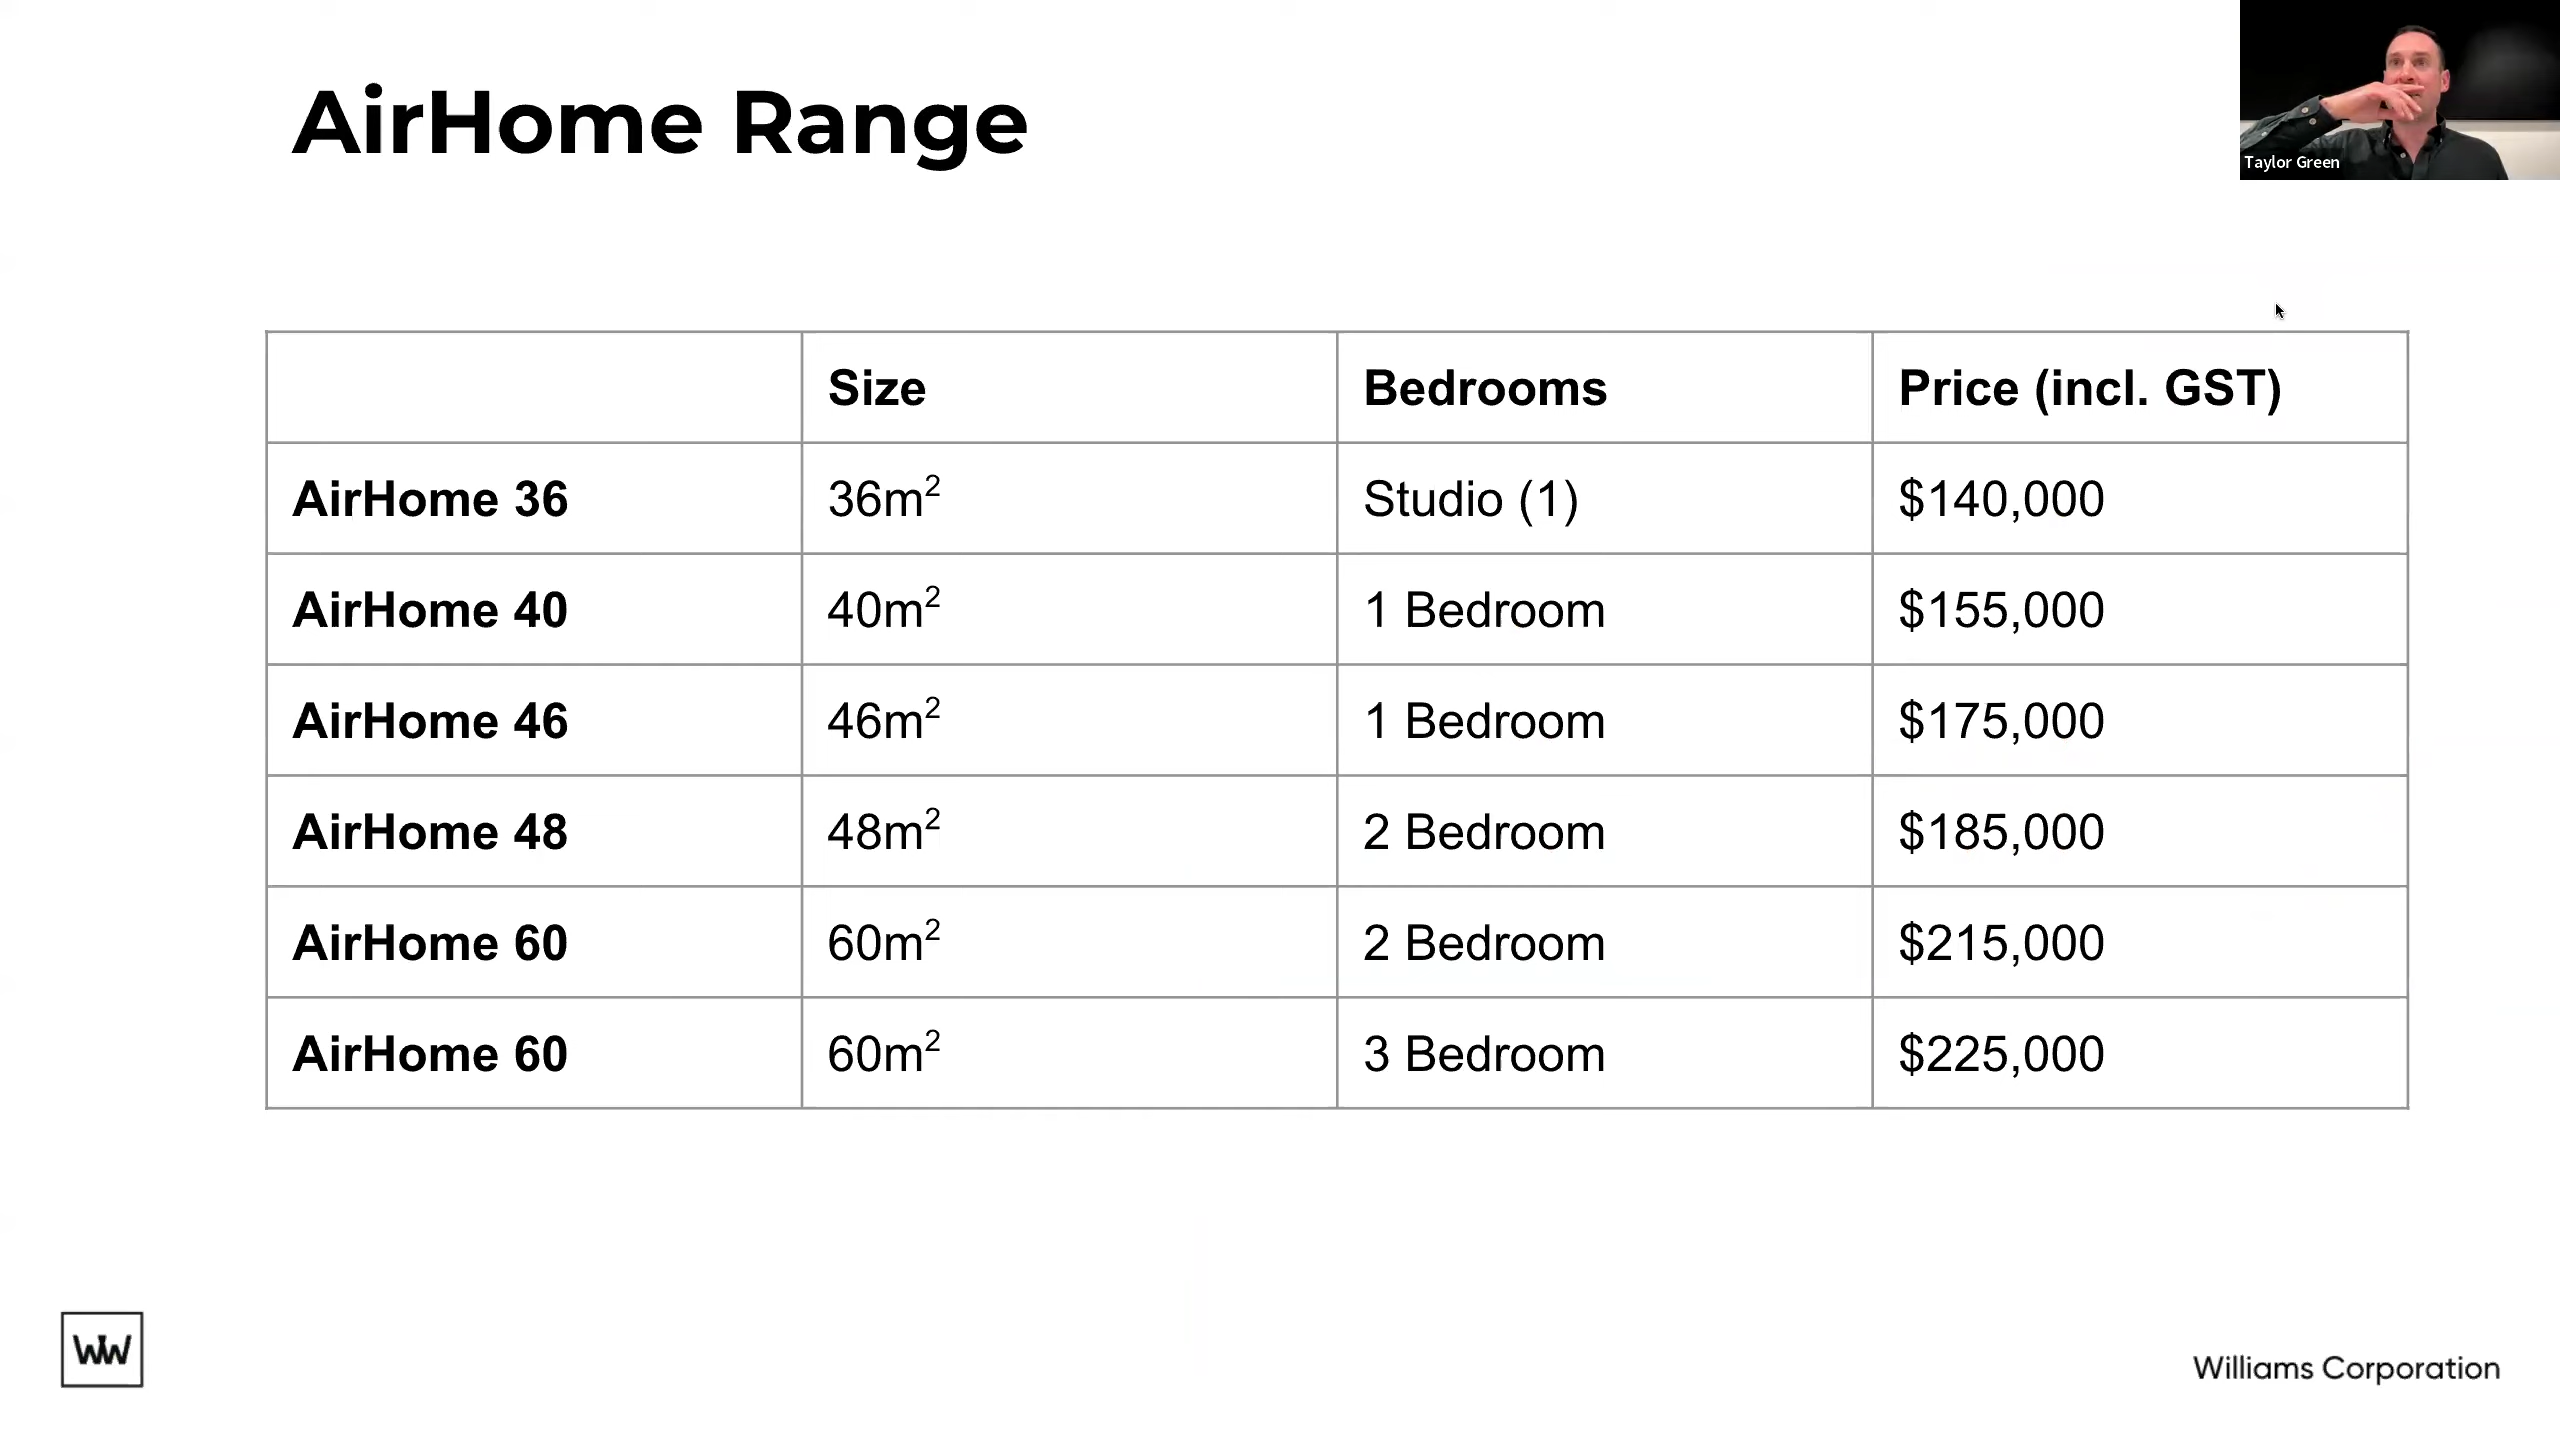 AirHome Range
Taylor Green
Size Bedrooms Price (incl. GST)
AirHome 36 36m² Studio (1) $140,000
AirHome 40 40m² 1 Bedroom $155,000
AirHome 46 46m² 1 Bedroom $175,000
AirHome 48 48m² 2 Bedroom $185,000
AirHome 60 60m² 2 Bedroom $215,000
AirHome 60 60m² 3 Bedroom $225,000
WW
Williams Corporation